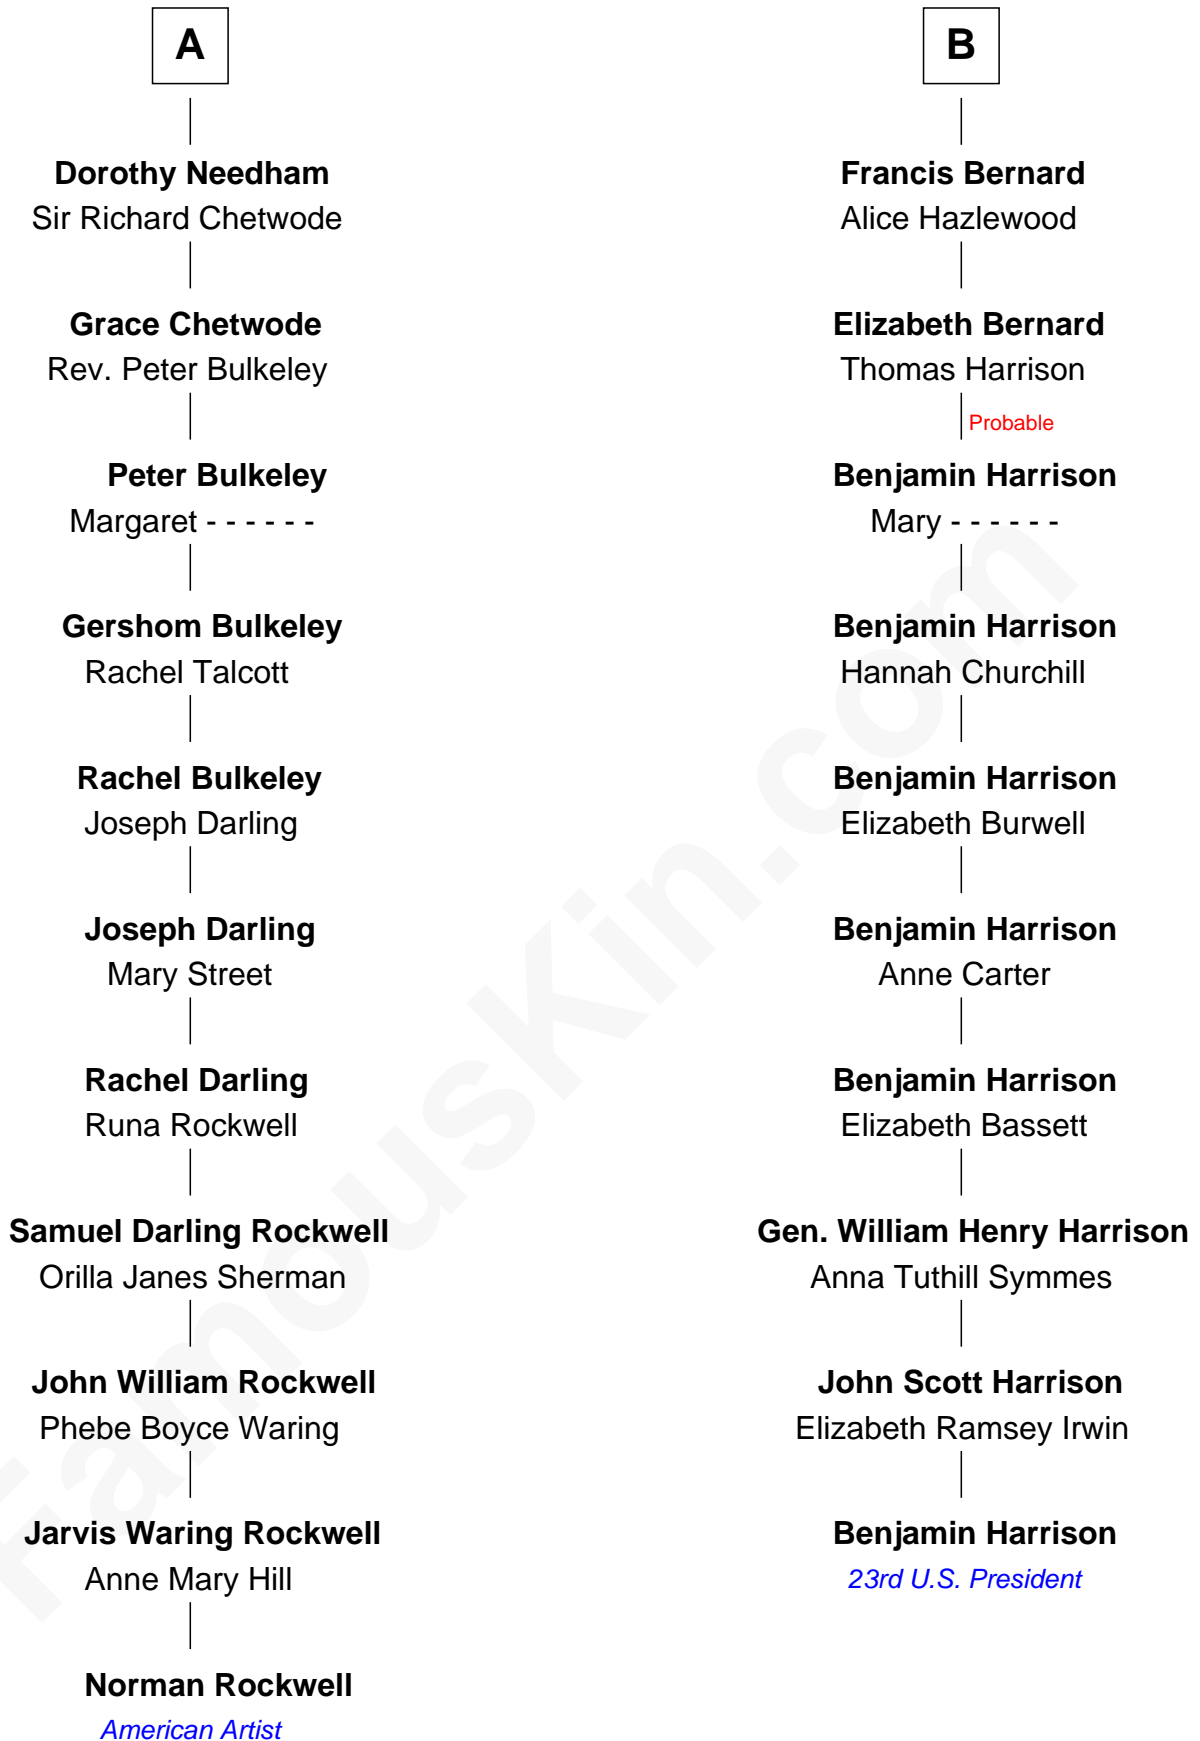 A
Dorothy Needham
Sir Richard Chetwode
Grace Chetwode
Rev. Peter Bulkeley
Peter Bulkeley
Margaret - - - - - -
Gershom Bulkeley
Rachel Talcott
Rachel Bulkeley
Joseph Darling
Joseph Darling
Mary Street
Rachel Darling
Runa Rockwell
Samuel Darling Rockwell
Orilla Janes Sherman
John William Rockwell
Phebe Boyce Waring
Jarvis Waring Rockwell
Anne Mary Hill
Norman Rockwell
American Artist
B
Francis Bernard
Alice Hazlewood
Elizabeth Bernard
Thomas Harrison
Probable
Benjamin Harrison
Mary - - - - - -
Benjamin Harrison
Hannah Churchill
Benjamin Harrison
Elizabeth Burwell
Benjamin Harrison
Anne Carter
Benjamin Harrison
Elizabeth Bassett
Gen. William Henry Harrison
Anna Tuthill Symmes
John Scott Harrison
Elizabeth Ramsey Irwin
Benjamin Harrison
23rd U.S. President
FamousKin.com